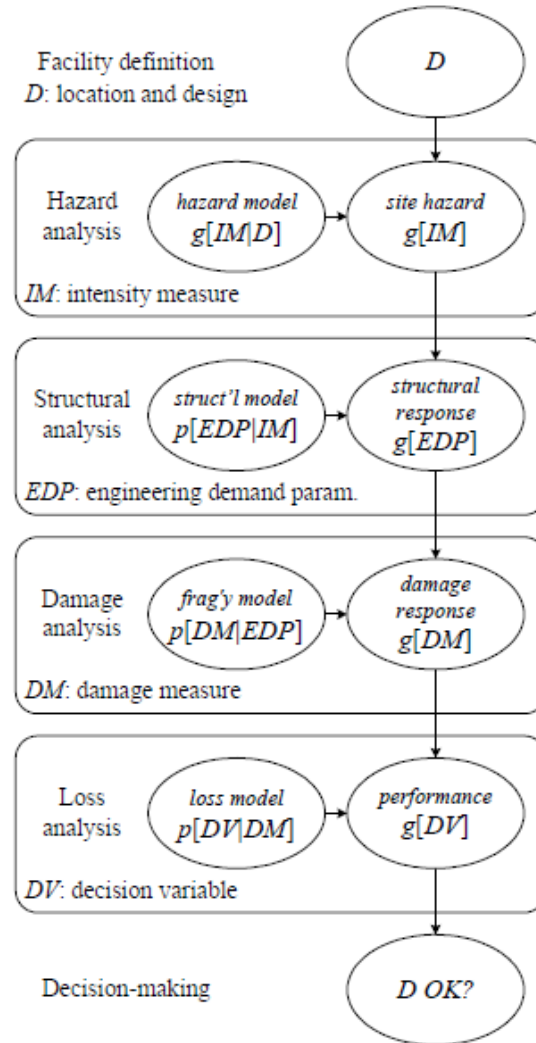 Facility definition
D: location and design
D
Hazard
analysis
hazard model
g[IM|D]
site hazard
g[IM]
IM: intensity measure
Structural
analysis
struct'l model
p[EDP|IM]
structural
response
g[EDP]
EDP: engineering demand param.
Damage
analysis
frag'y model
p[DM|EDP]
damage
response
g[DM]
DM: damage measure
Loss
analysis
loss model
p[DV|DM]
performance
g[DV]
DV: decision variable
Decision-making
D OK?